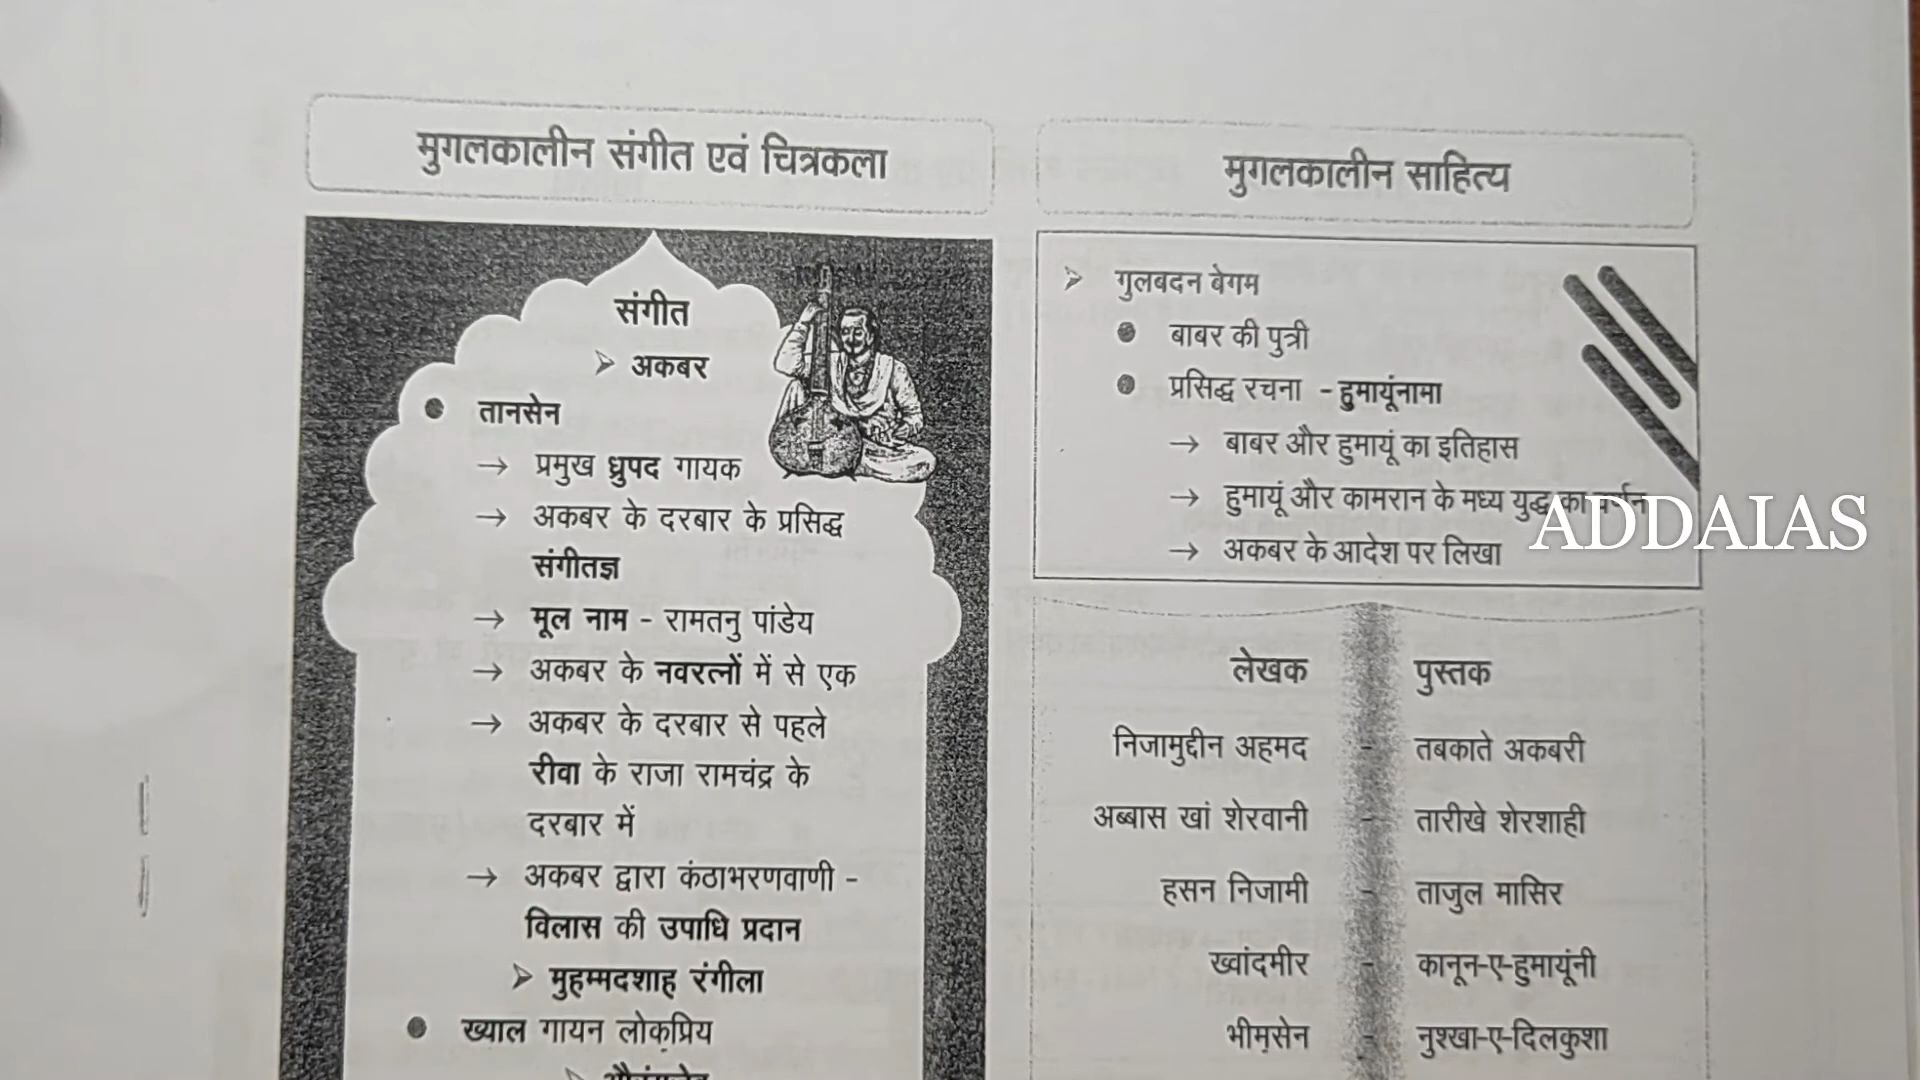 मुगलकालीन संगीत एवं चित्रकला
संगीत
➢ अकबर
● तानसेन
→ प्रमुख ध्रुपद गायक
→ अकबर के दरबार के प्रसिद्ध
संगीतज्ञ
→ मूल नाम - रामतनु पांडेय
→ अकबर के नवरत्नों में से एक
→ अकबर के दरबार से पहले
रीवा के राजा रामचंद्र के
दरबार में
→ अकबर द्वारा कंठाभरणवाणी -
विलास की उपाधि प्रदान
➢ मुहम्मदशाह रंगीला
● ख्याल गायन लोकप्रिय
मुगलकालीन साहित्य
➢ गुलबदन बेगम
● बाबर की पुत्री
● प्रसिद्ध रचना - हुमायूंनामा
→ बाबर और हुमायूं का इतिहास
→ हुमायूं और कामरान के मध्य युद्ध का वर्णन
→ अकबर के आदेश पर लिखा
ADDAIAS
लेखक पुस्तक
निजामुद्दीन अहमद - तबकाते अकबरी
अब्बास खां शेरवानी - तारीखे शेरशाही
हसन निजामी - ताजुल मासिर
ख्वांदमीर - कानून-ए-हुमायूंनी
भीमसेन - नुश्खा-ए-दिलकुशा